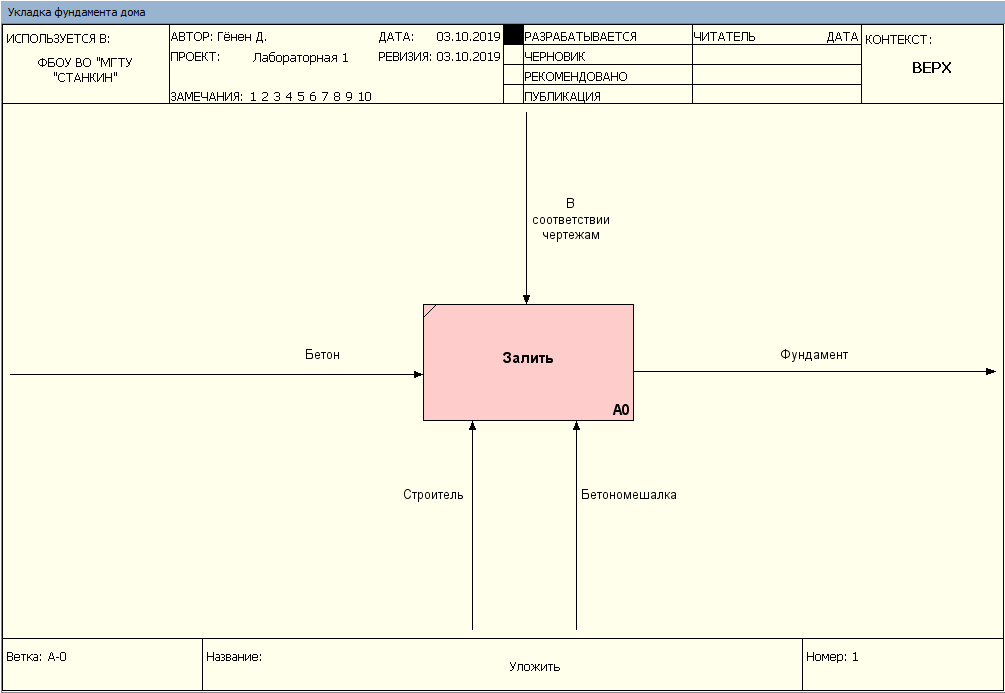 Укладка фундамента дома
ИСПОЛЬЗУЕТСЯ В:
ФБОУ ВО "МГТУ
"СТАНКИН"
АВТОР: Гёнен Д.
ДАТА: 03.10.2019
ПРОЕКТ: Лабораторная 1
РЕВИЗИЯ: 03.10.2019
ЗАМЕЧАНИЯ: 1 2 3 4 5 6 7 8 9 10
РАЗРАБАТЫВАЕТСЯ
ЧЕРНОВИК
РЕКОМЕНДОВАНО
ПУБЛИКАЦИЯ
ЧИТАТЕЛЬ ДАТА
КОНТЕКСТ:
ВЕРХ
В
соответствии
чертежам
Бетон
Залить
A0
Фундамент
Строитель
Бетономешалка
Ветка: A-0
Название:
Уложить
Номер: 1